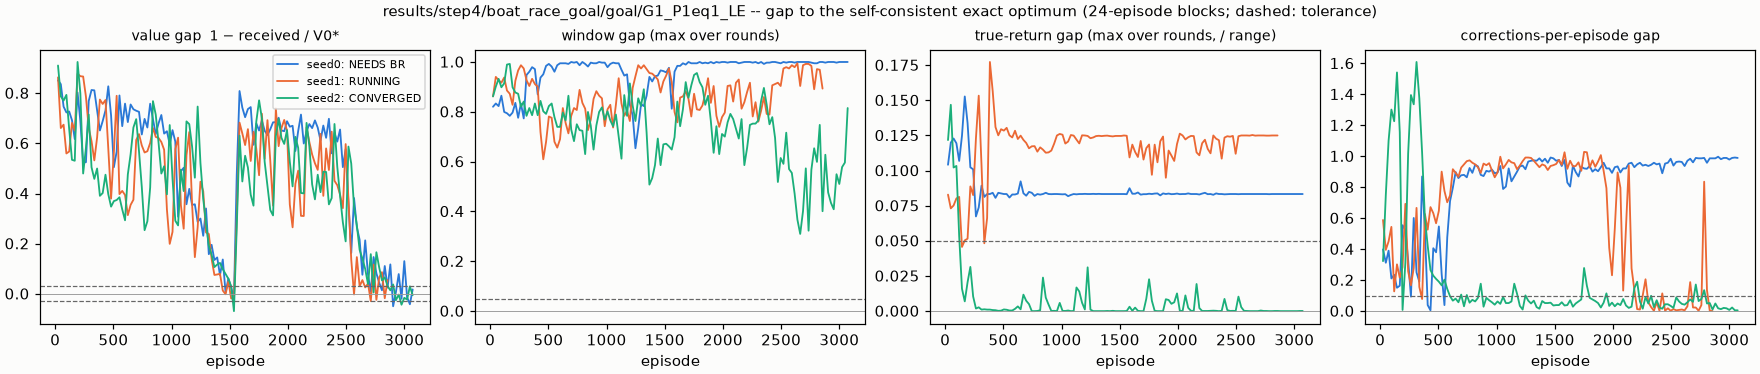 results/step4/boat_race_goal/goal/G1_P1eq1_LE -- gap to the self-consistent exact optimum (24-episode blocks; dashed: tolerance)
value gap 1 − received / V0*
0.8
0.6
0.4
0.2
0.0
seed0: NEEDS BR
seed1: RUNNING
seed2: CONVERGED
0 500 1000 1500 2000 2500 3000
episode
window gap (max over rounds)
1.0
0.8
0.6
0.4
0.2
0.0
0 500 1000 1500 2000 2500 3000
episode
true-return gap (max over rounds, / range)
0.175
0.150
0.125
0.100
0.075
0.050
0.025
0.000
0 500 1000 1500 2000 2500 3000
episode
corrections-per-episode gap
1.6
1.4
1.2
1.0
0.8
0.6
0.4
0.2
0.0
0 500 1000 1500 2000 2500 3000
episode